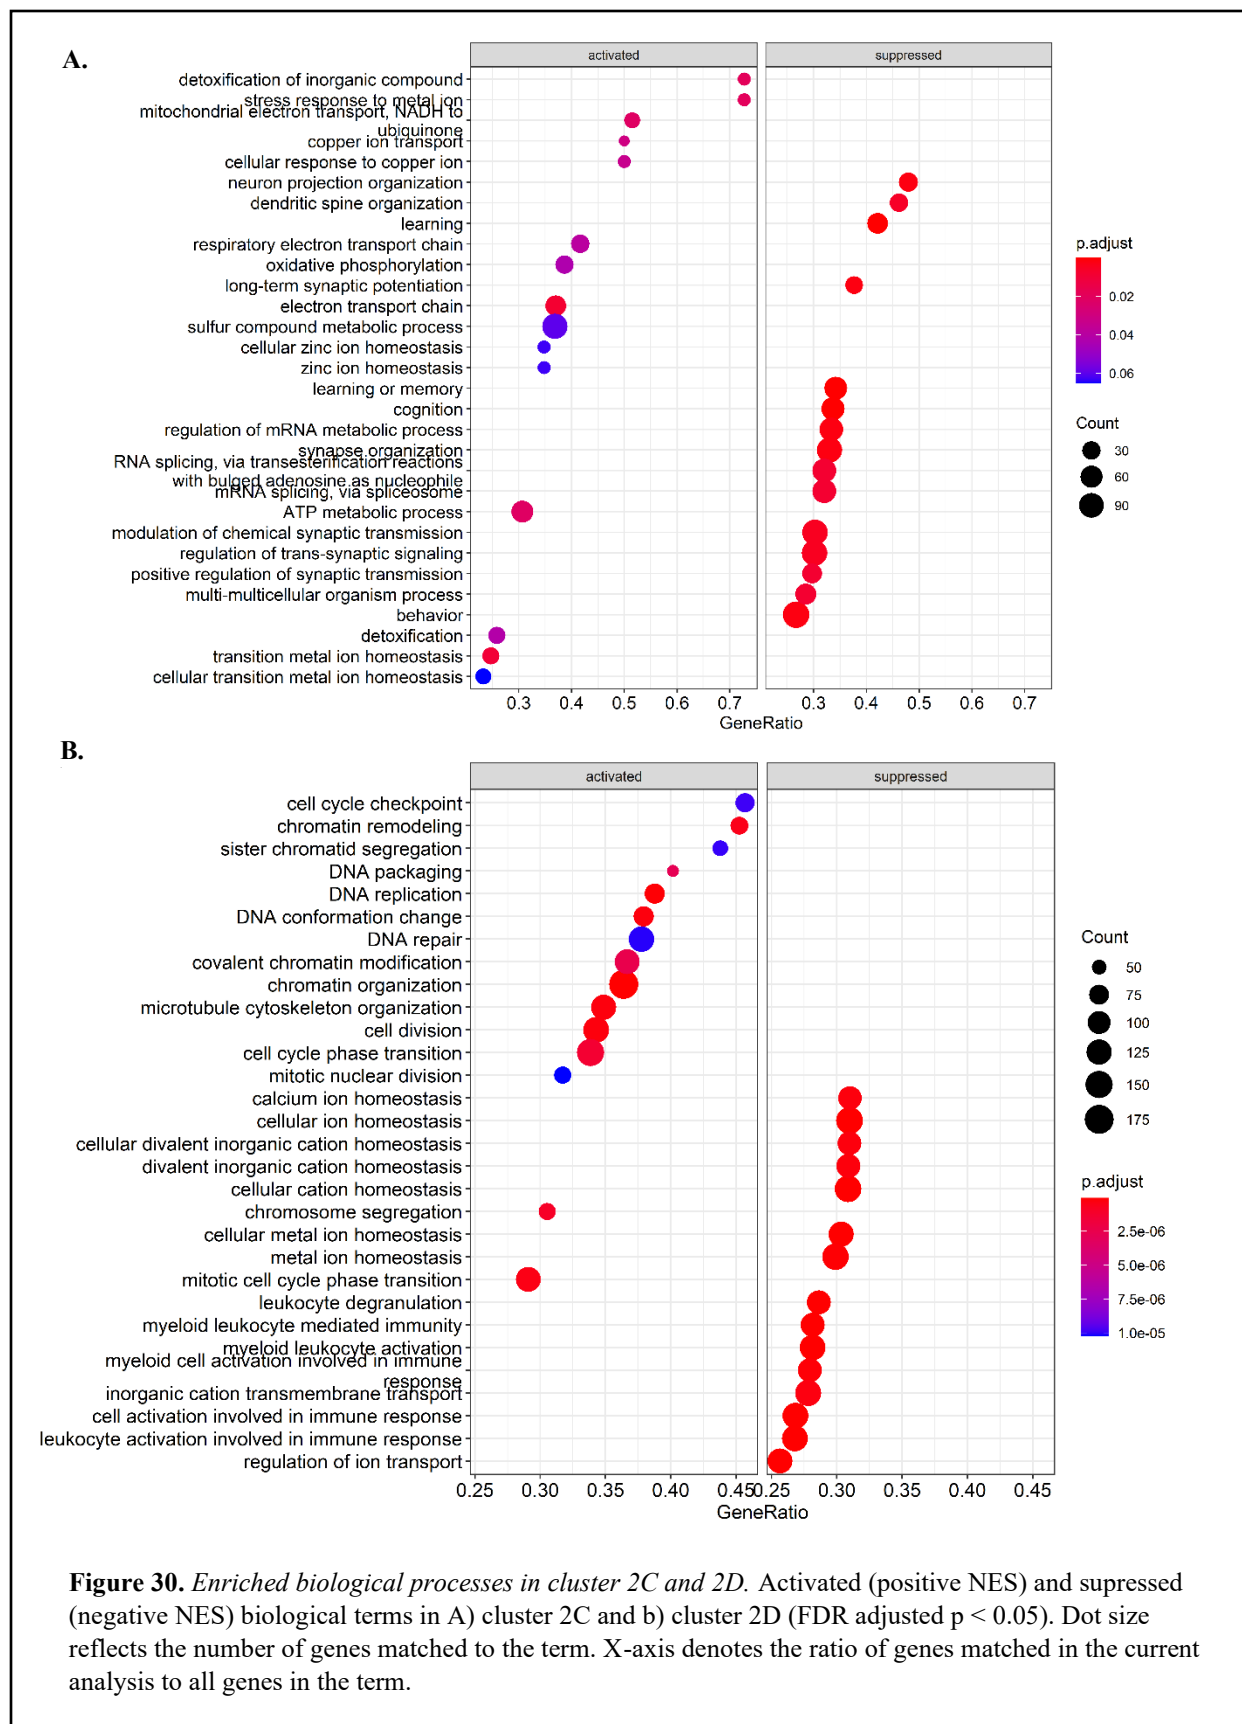 A.
activated
suppressed
detoxification of inorganic compound
stress response to metal ion
mitochondrial electron transport, NADH to
ubiquinone
copper ion transport
cellular response to copper ion
neuron projection organization
dendritic spine organization
learning
respiratory electron transport chain
oxidative phosphorylation
long-term synaptic potentiation
electron transport chain
sulfur compound metabolic process
cellular zinc ion homeostasis
zinc ion homeostasis
learning or memory
cognition
regulation of mRNA metabolic process
synapse organization
RNA splicing, via transesterification reactions
with bulged adenosine as nucleophile
mRNA splicing, via spliceosome
ATP metabolic process
modulation of chemical synaptic transmission
regulation of trans-synaptic signaling
positive regulation of synaptic transmission
multi-multicellular organism process
behavior
detoxification
transition metal ion homeostasis
cellular transition metal ion homeostasis
0.3 0.4 0.5 0.6 0.7 0.3 0.4 0.5 0.6 0.7
GeneRatio
p.adjust
0.02
0.04
0.06
Count
30
60
90
B.
activated
suppressed
cell cycle checkpoint
chromatin remodeling
sister chromatid segregation
DNA packaging
DNA replication
DNA conformation change
DNA repair
covalent chromatin modification
chromatin organization
microtubule cytoskeleton organization
cell division
cell cycle phase transition
mitotic nuclear division
calcium ion homeostasis
cellular ion homeostasis
cellular divalent inorganic cation homeostasis
divalent inorganic cation homeostasis
cellular cation homeostasis
chromosome segregation
cellular metal ion homeostasis
metal ion homeostasis
mitotic cell cycle phase transition
leukocyte degranulation
myeloid leukocyte mediated immunity
myeloid leukocyte activation
myeloid cell activation involved in immune
response
inorganic cation transmembrane transport
cell activation involved in immune response
leukocyte activation involved in immune response
regulation of ion transport
0.25 0.30 0.35 0.40 0.45 0.25 0.30 0.35 0.40 0.45
GeneRatio
Count
50
75
100
125
150
175
p.adjust
2.5e-06
5.0e-06
7.5e-06
1.0e-05
Figure 30. Enriched biological processes in cluster 2C and 2D. Activated (positive NES) and supressed
(negative NES) biological terms in A) cluster 2C and b) cluster 2D (FDR adjusted p < 0.05). Dot size
reflects the number of genes matched to the term. X-axis denotes the ratio of genes matched in the current
analysis to all genes in the term.